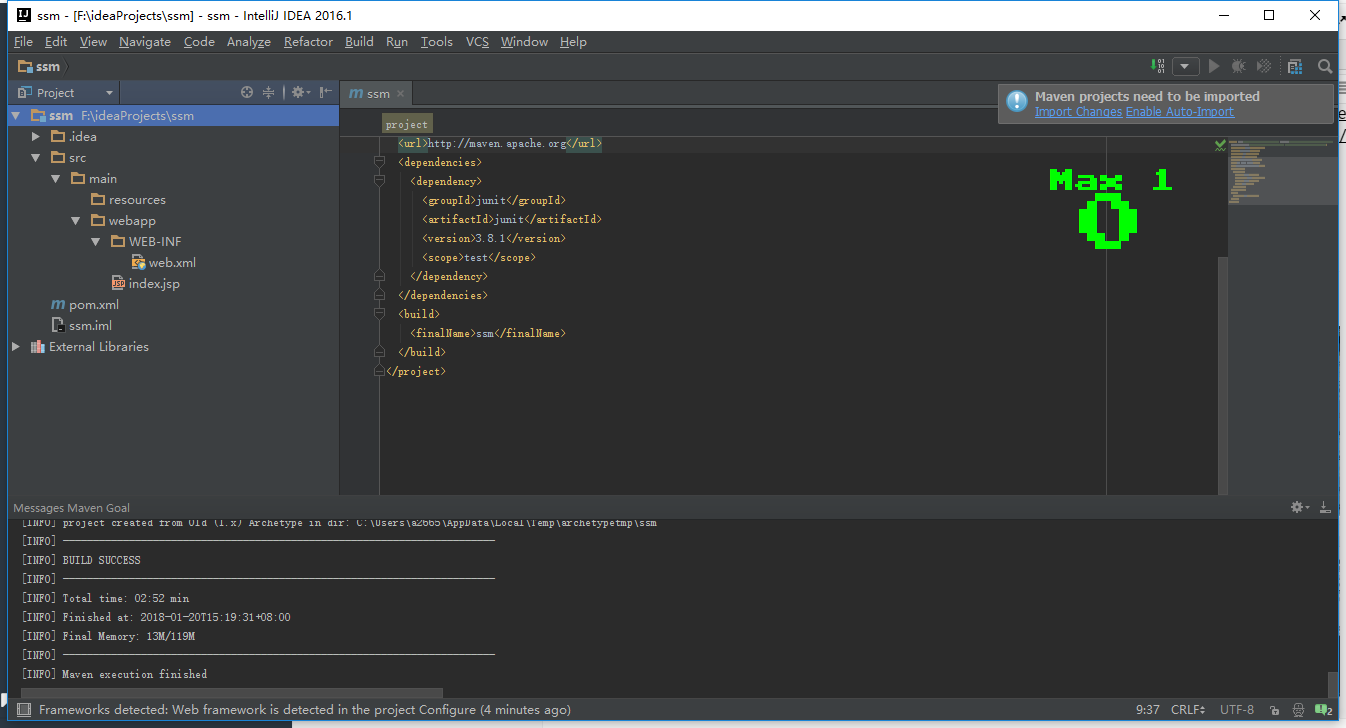 ssm - [F:\ideaProjects\ssm] - ssm - IntelliJ IDEA 2016.1
File Edit View Navigate Code Analyze Refactor Build Run Tools VCS Window Help
ssm
Project
ssm
Maven projects need to be imported
Import Changes Enable Auto-Import
ssm F:\ideaProjects\ssm
.idea
src
main
resources
webapp
WEB-INF
web.xml
index.jsp
pom.xml
ssm.iml
External Libraries
project
<url>http://maven.apache.org</url>
<dependencies>
<dependency>
<groupId>junit</groupId>
<artifactId>junit</artifactId>
<version>3.8.1</version>
<scope>test</scope>
</dependency>
</dependencies>
<build>
<finalName>ssm</finalName>
</build>
</project>
Max 1
0
Messages Maven Goal
[INFO] project created from Old (1.x) Archetype in dir: C:\Users\a2665\AppData\Local\Temp\archetypetmp\ssm
[INFO] ------------------------------------------------------------------------
[INFO] BUILD SUCCESS
[INFO] ------------------------------------------------------------------------
[INFO] Total time: 02:52 min
[INFO] Finished at: 2018-01-20T15:19:31+08:00
[INFO] Final Memory: 13M/119M
[INFO] ------------------------------------------------------------------------
[INFO] Maven execution finished
Frameworks detected: Web framework is detected in the project Configure (4 minutes ago)
9:37 CRLF UTF-8 2